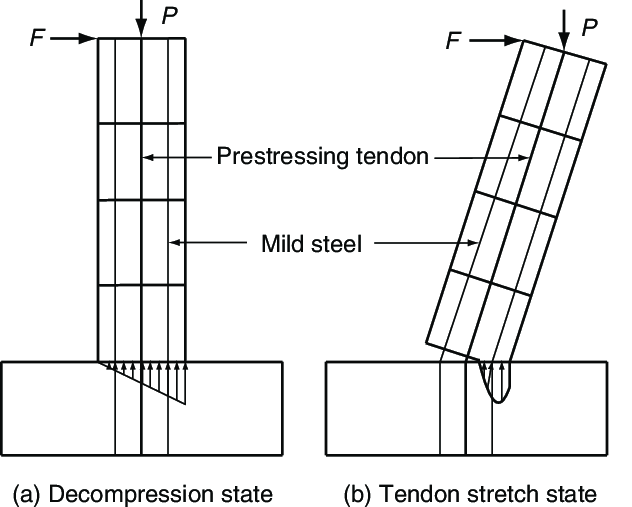 P
F
P
F
Prestressing tendon
Mild steel
(a) Decompression state
(b) Tendon stretch state